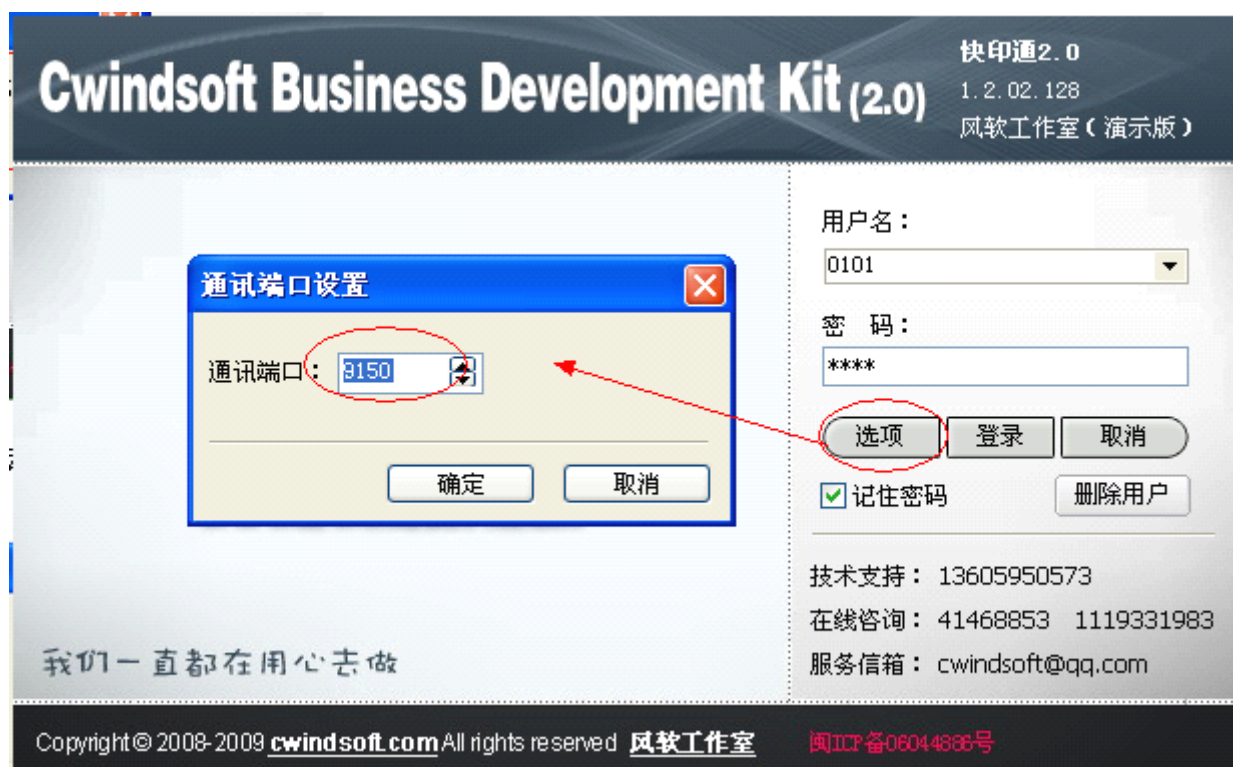 Cwindsoft Business Development Kit (2.0)
快印通2.0
1.2.02.128
风软工作室(演示版)
用户名:
0101
密 码:
****
选项 登录 取消
记住密码 删除用户
通讯端口设置
通讯端口: 9150
确定 取消
技术支持: 13605950573
在线咨询: 41468853 1119331983
服务信箱: cwindsoft@qq.com
我们一直都在用心去做
Copyright© 2008-2009 cwindsoft.com All rights reserved 风软工作室 闽ICP备06044886号